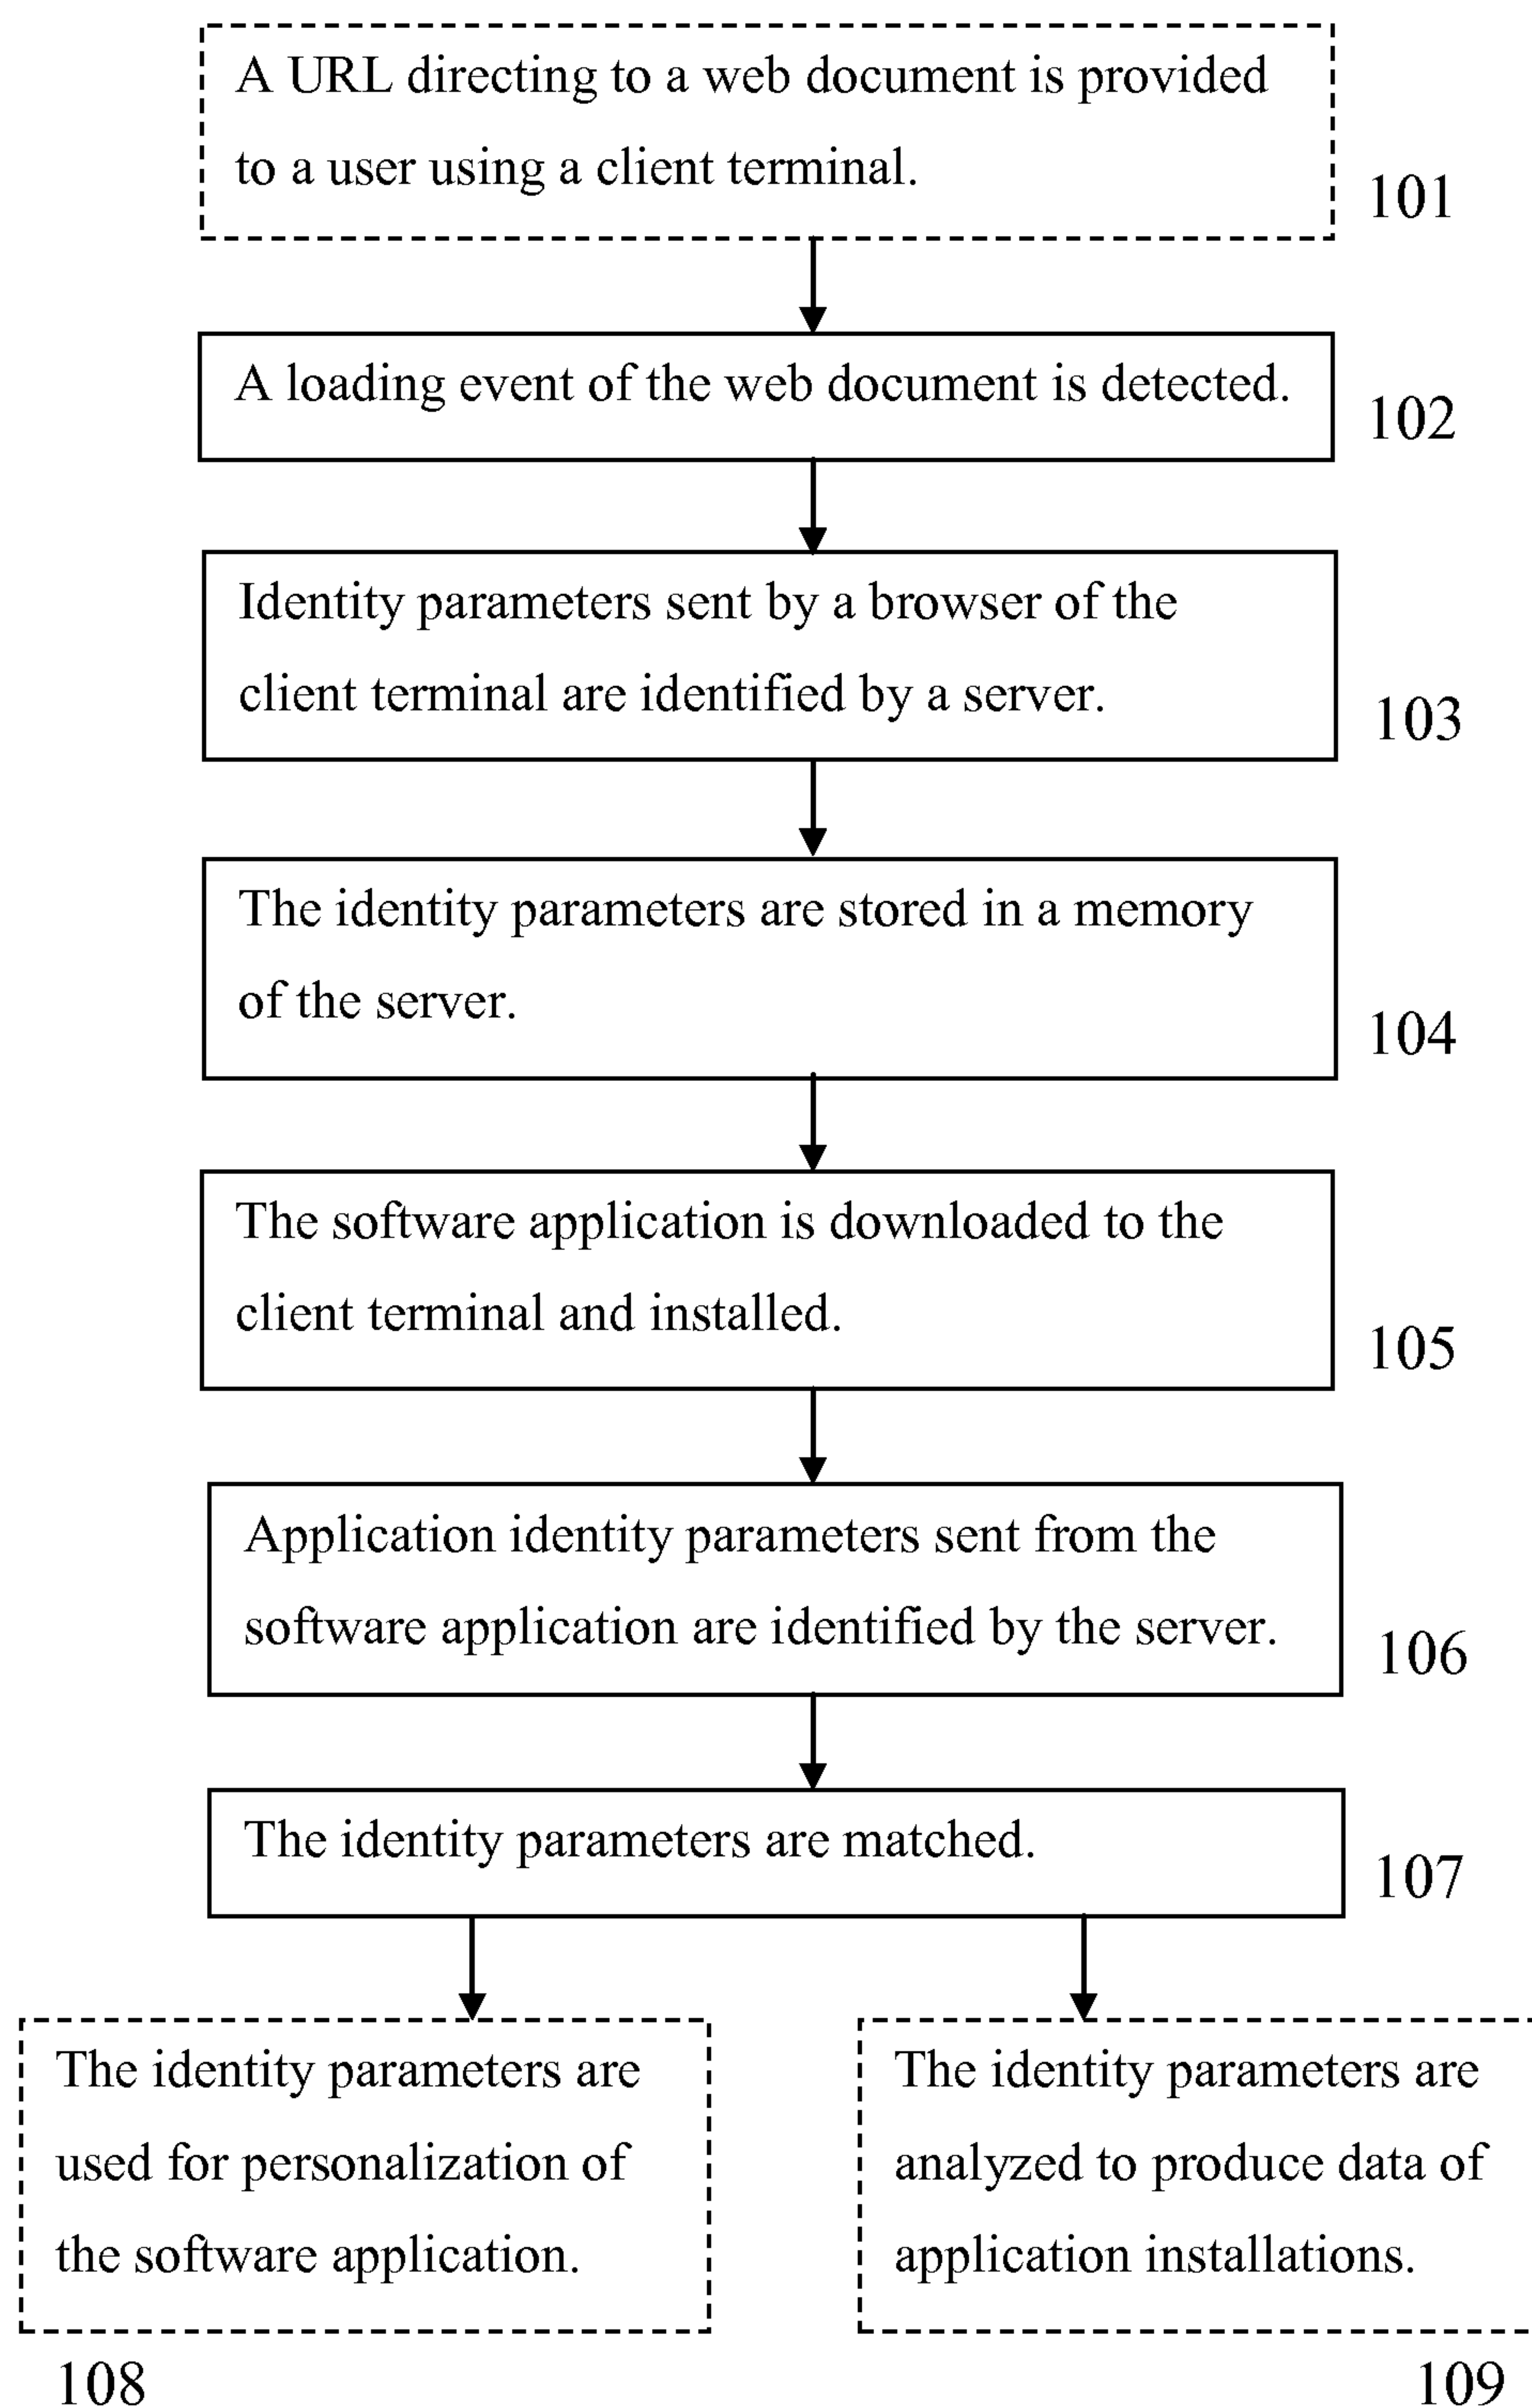 A URL directing to a web document is provided
to a user using a client terminal.
101
A loading event of the web document is detected.
102
Identity parameters sent by a browser of the
client terminal are identified by a server.
103
The identity parameters are stored in a memory
of the server.
104
The software application is downloaded to the
client terminal and installed.
105
Application identity parameters sent from the
software application are identified by the server.
106
The identity parameters are matched.
107
The identity parameters are
used for personalization of
the software application.
108
The identity parameters are
analyzed to produce data of
application installations.
109